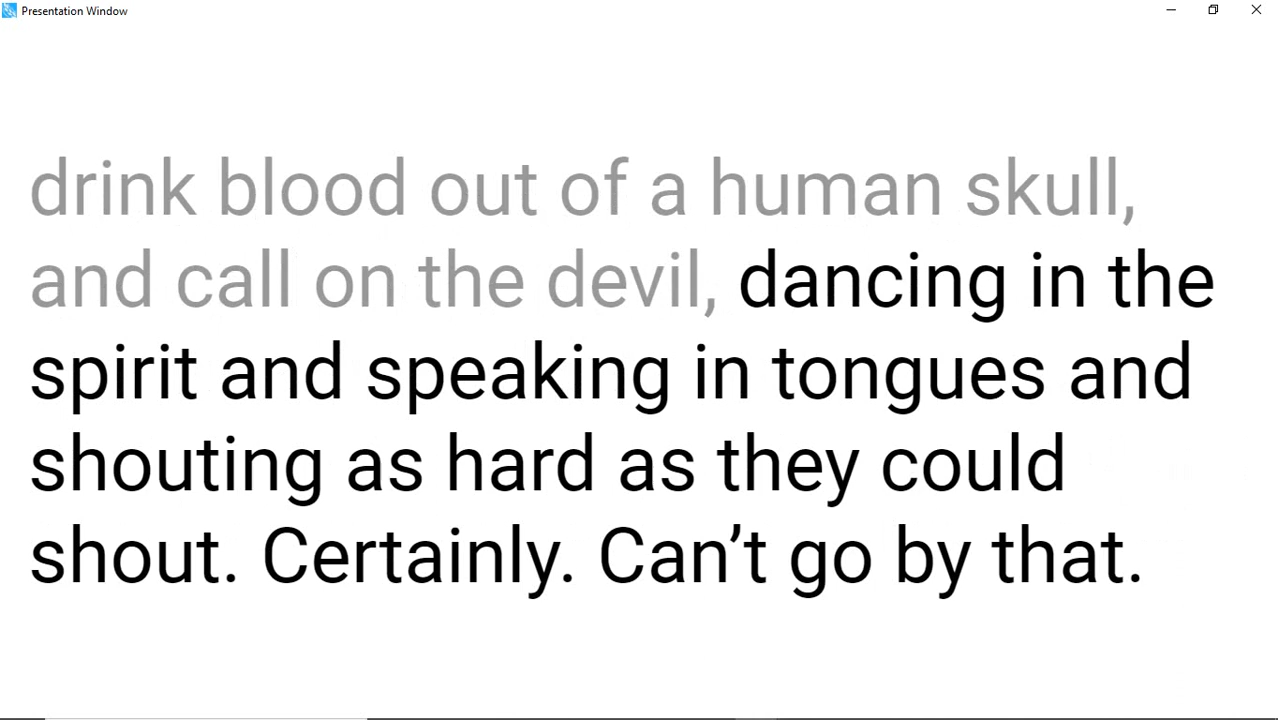 Presentation Window
drink blood out of a human skull,
and call on the devil, dancing in the
spirit and speaking in tongues and
shouting as hard as they could
shout. Certainly. Can’t go by that.